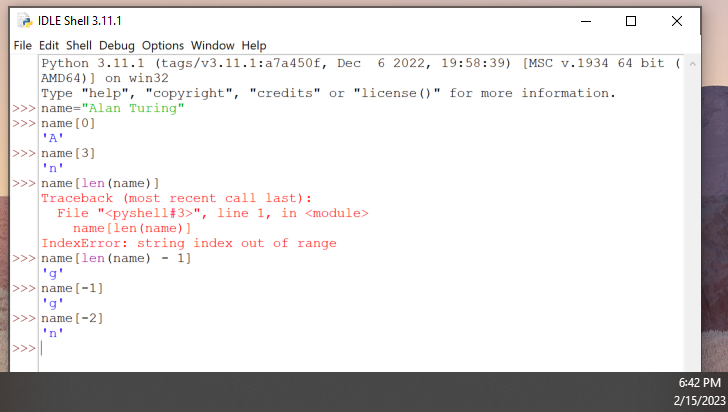 IDLE Shell 3.11.1
File Edit Shell Debug Options Window Help
Python 3.11.1 (tags/v3.11.1:a7a450f, Dec  6 2022, 19:58:39) [MSC v.1934 64 bit (
AMD64)] on win32
Type "help", "copyright", "credits" or "license()" for more information.
>>> name="Alan Turing"
>>> name[0]
'A'
>>> name[3]
'n'
>>> name[len(name)]
Traceback (most recent call last):
  File "<pyshell#3>", line 1, in <module>
    name[len(name)]
IndexError: string index out of range
>>> name[len(name) - 1]
'g'
>>> name[-1]
'g'
>>> name[-2]
'n'
>>>
6:42 PM
2/15/2023